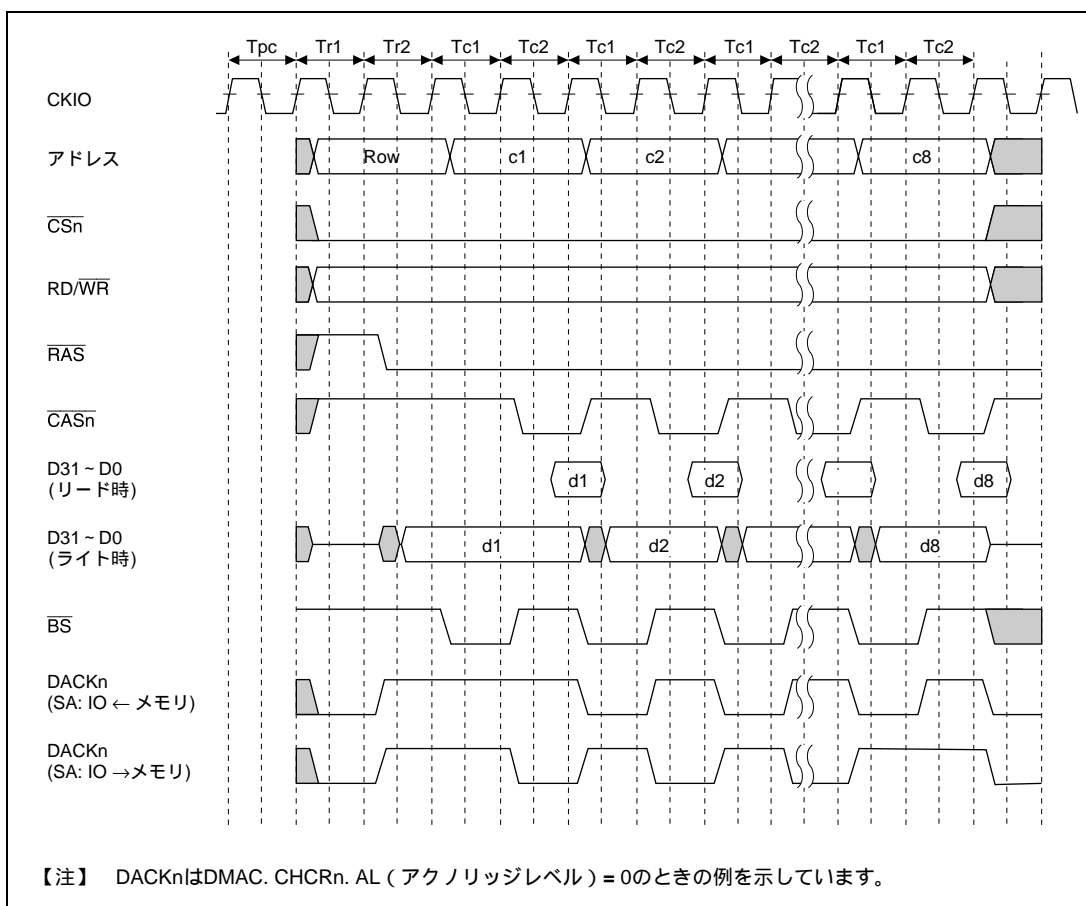 Tpc Tr1 Tr2 Tc1 Tc2 Tc1 Tc2 Tc1 Tc2 Tc1 Tc2
CKIO
アドレス Row c1 c2 c8
CSn
RD/WR
RAS
CASn
D31~D0
(リード時) d1 d2 d8
D31~D0
(ライト時) d1 d2 d8
BS
DACKn
(SA: IO ← メモリ)
DACKn
(SA: IO →メモリ)
【注】 DACKnはDMAC. CHCRn. AL(アクノリッジレベル)= 0のときの例を示しています。